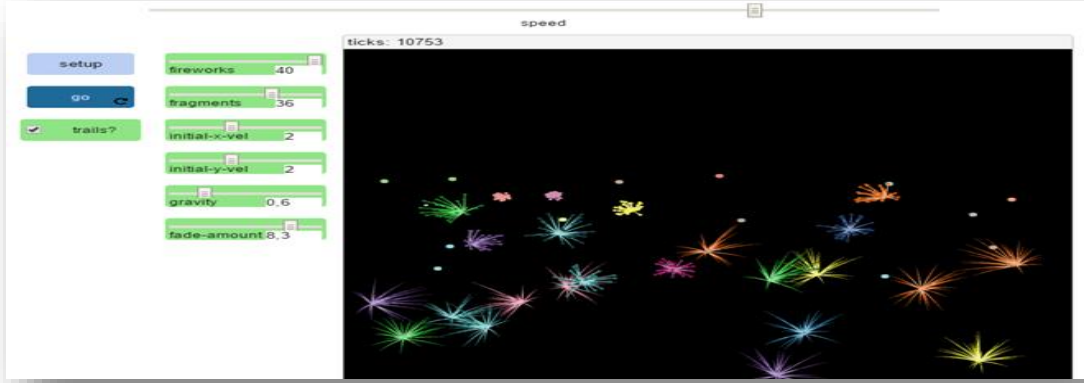 speed
ticks: 10753
setup
go
trails?
fireworks 40
fragments 36
initial-x-vel 2
initial-y-vel 2
gravity 0,6
fade-amount 8,3